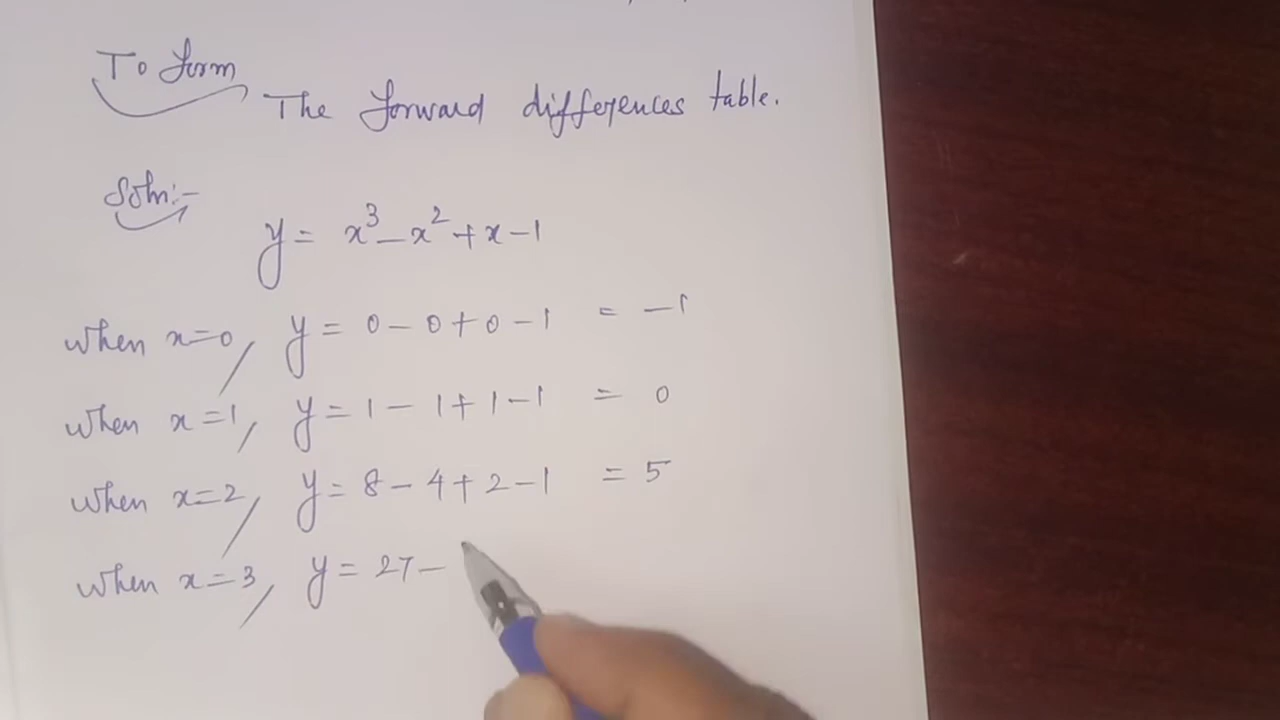 To form
The forward differences table.
Soln:-
y = x³ - x² + x - 1
when x=0, y = 0 - 0 + 0 - 1 = -1
when x=1, y = 1 - 1 + 1 - 1 = 0
when x=2, y = 8 - 4 + 2 - 1 = 5
when x=3, y = 27 -